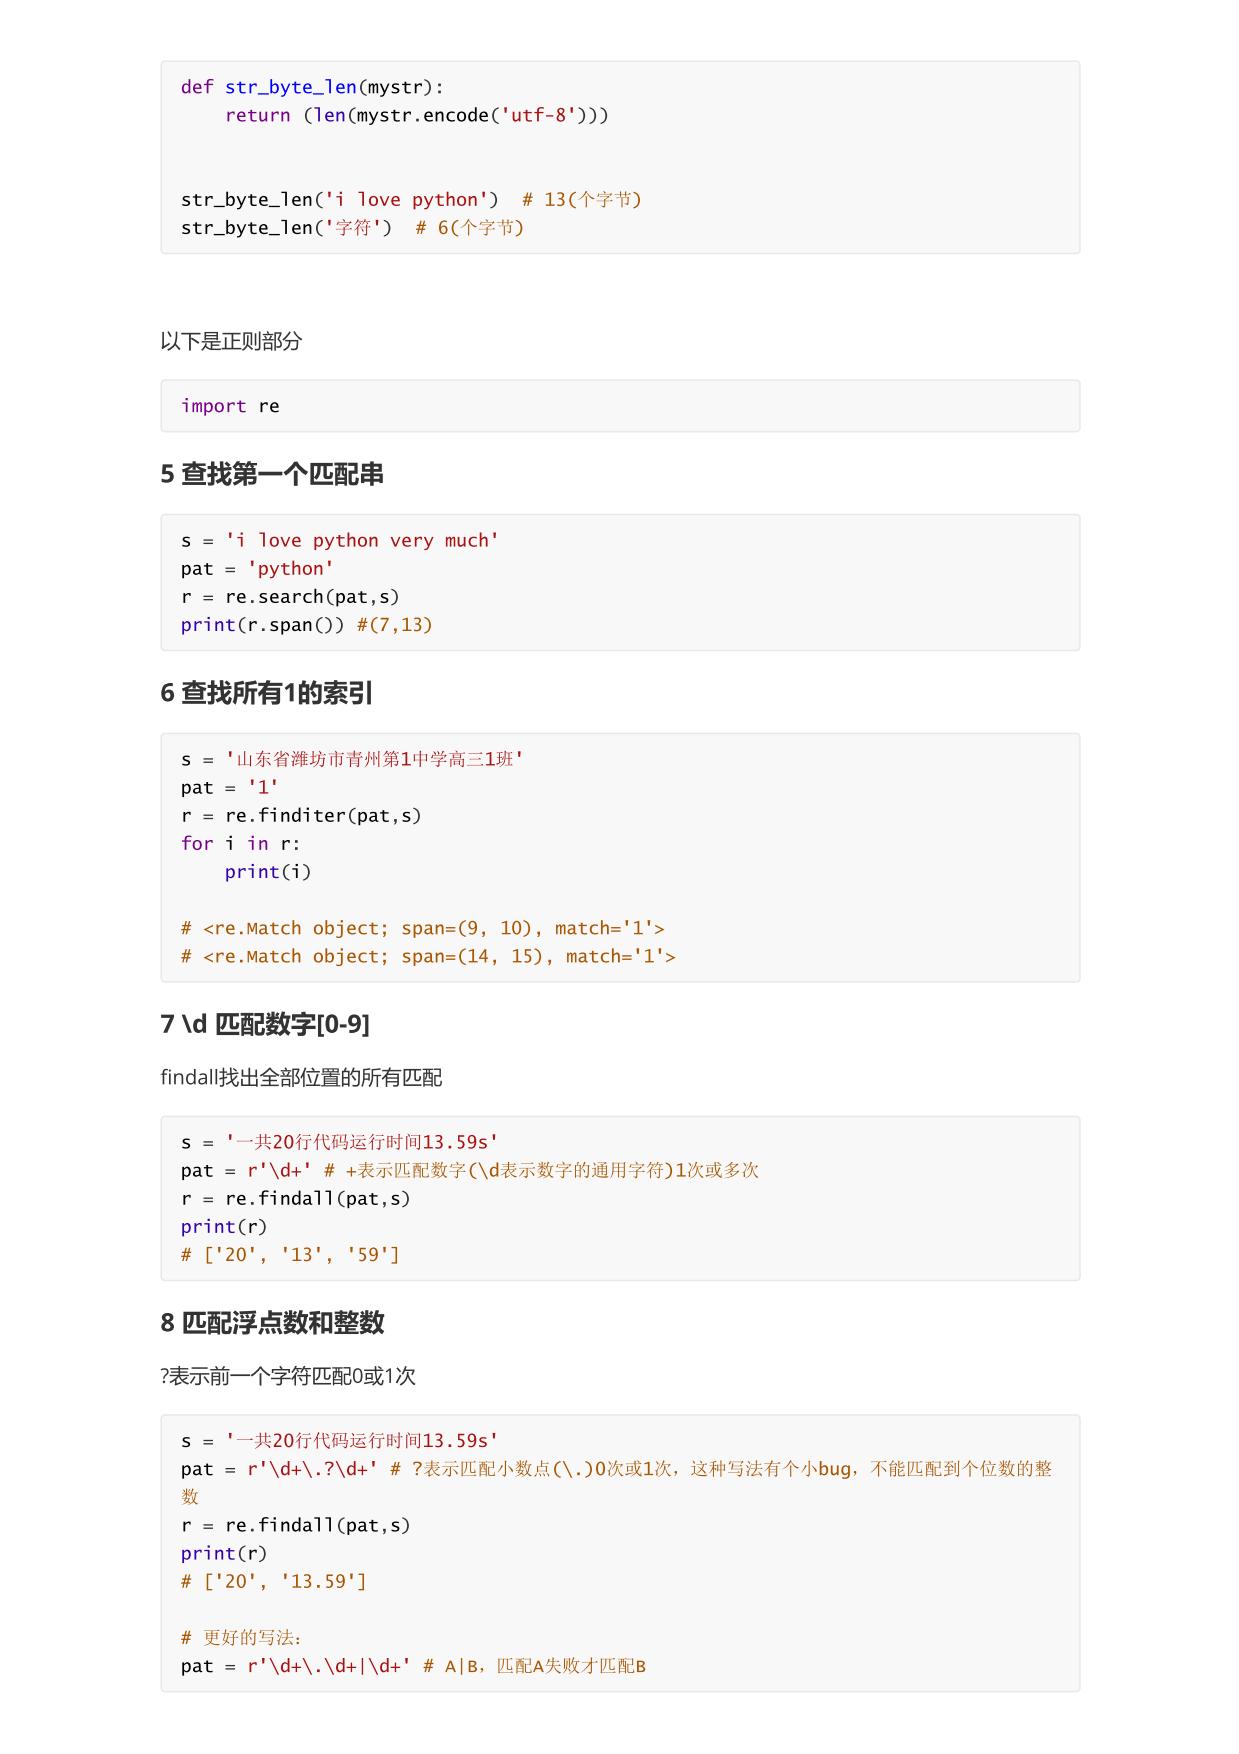 def str_byte_len(mystr):
    return (len(mystr.encode('utf-8')))
str_byte_len('i love python')  # 13(个字节)
str_byte_len('字符')  # 6(个字节)
以下是正则部分
import re
5 查找第一个匹配串
s = 'i love python very much'
pat = 'python'
r = re.search(pat,s)
print(r.span()) #(7,13)
6 查找所有1的索引
s = '山东省潍坊市青州第1中学高三1班'
pat = '1'
r = re.finditer(pat,s)
for i in r:
    print(i)
# <re.Match object; span=(9, 10), match='1'>
# <re.Match object; span=(14, 15), match='1'>
7 \d 匹配数字[0-9]
findall找出全部位置的所有匹配
s = '一共20行代码运行时间13.59s'
pat = r'\d+' # +表示匹配数字(\d表示数字的通用字符)1次或多次
r = re.findall(pat,s)
print(r)
# ['20', '13', '59']
8 匹配浮点数和整数
?表示前一个字符匹配0或1次
s = '一共20行代码运行时间13.59s'
pat = r'\d+\.?\d+' # ?表示匹配小数点(\.)0次或1次，这种写法有个小bug，不能匹配到个位数的整
数
r = re.findall(pat,s)
print(r)
# ['20', '13.59']
# 更好的写法：
pat = r'\d+\.\d+|\d+' # A|B，匹配A失败才匹配B